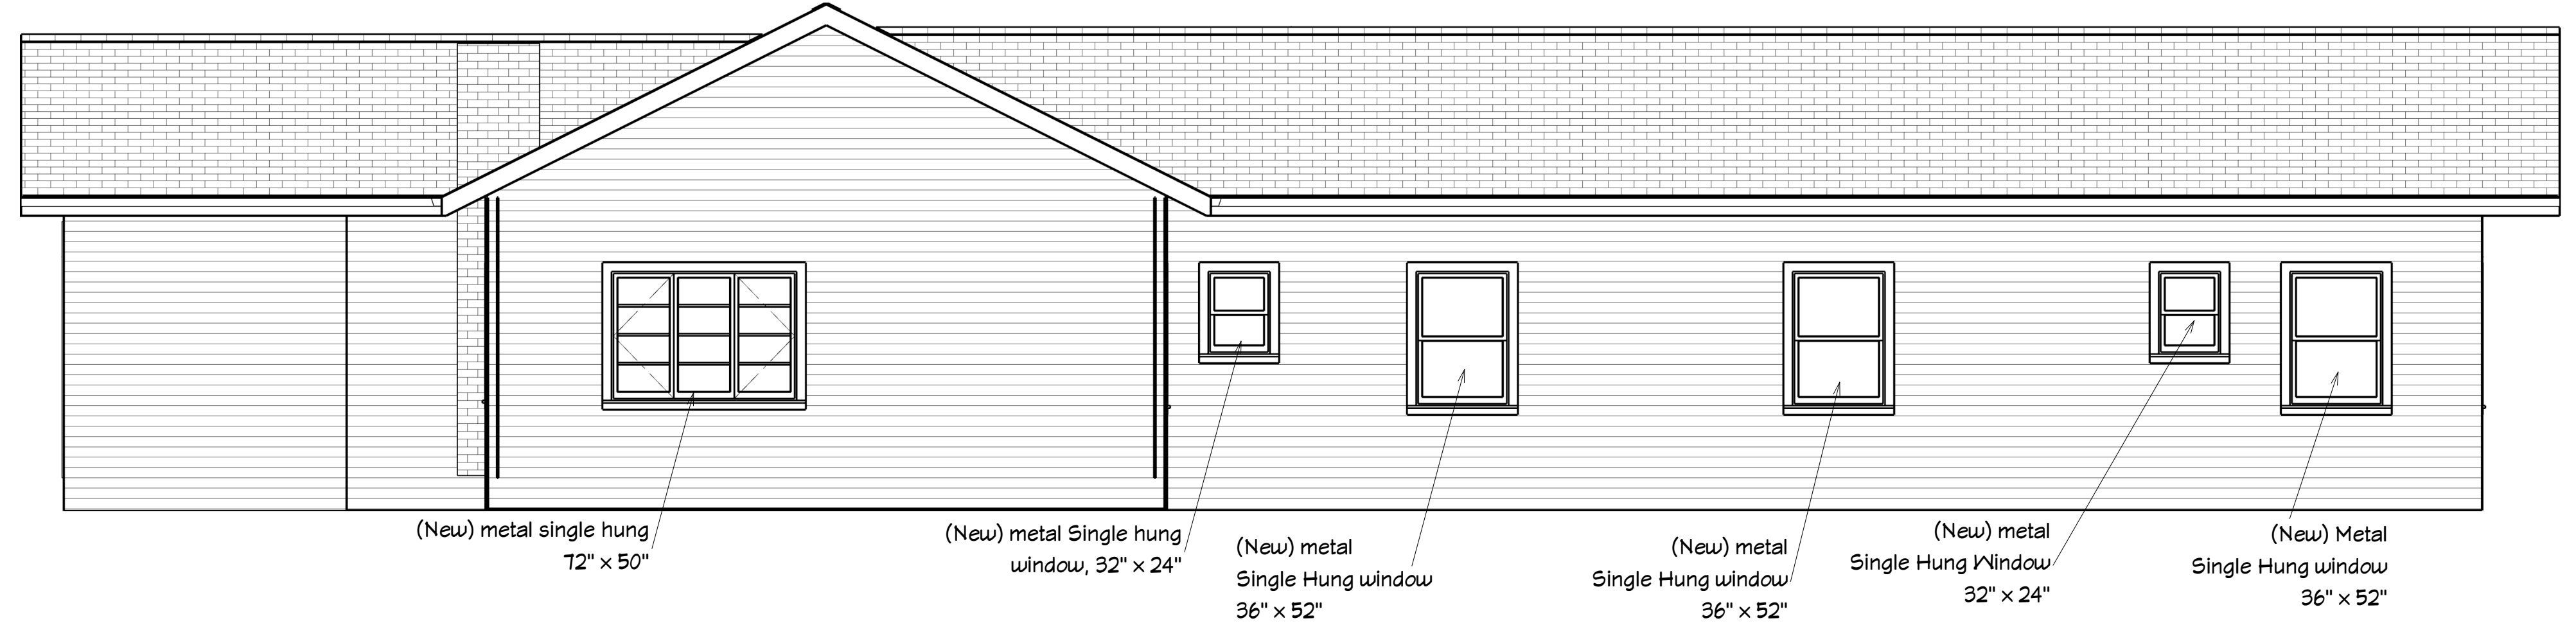 (New) metal single hung
72" x 50"
(New) metal Single hung
window, 32" x 24"
(New) metal
Single Hung window
36" x 52"
(New) metal
Single Hung window
36" x 52"
(New) metal
Single Hung Window
32" x 24"
(New) Metal
Single Hung window
36" x 52"